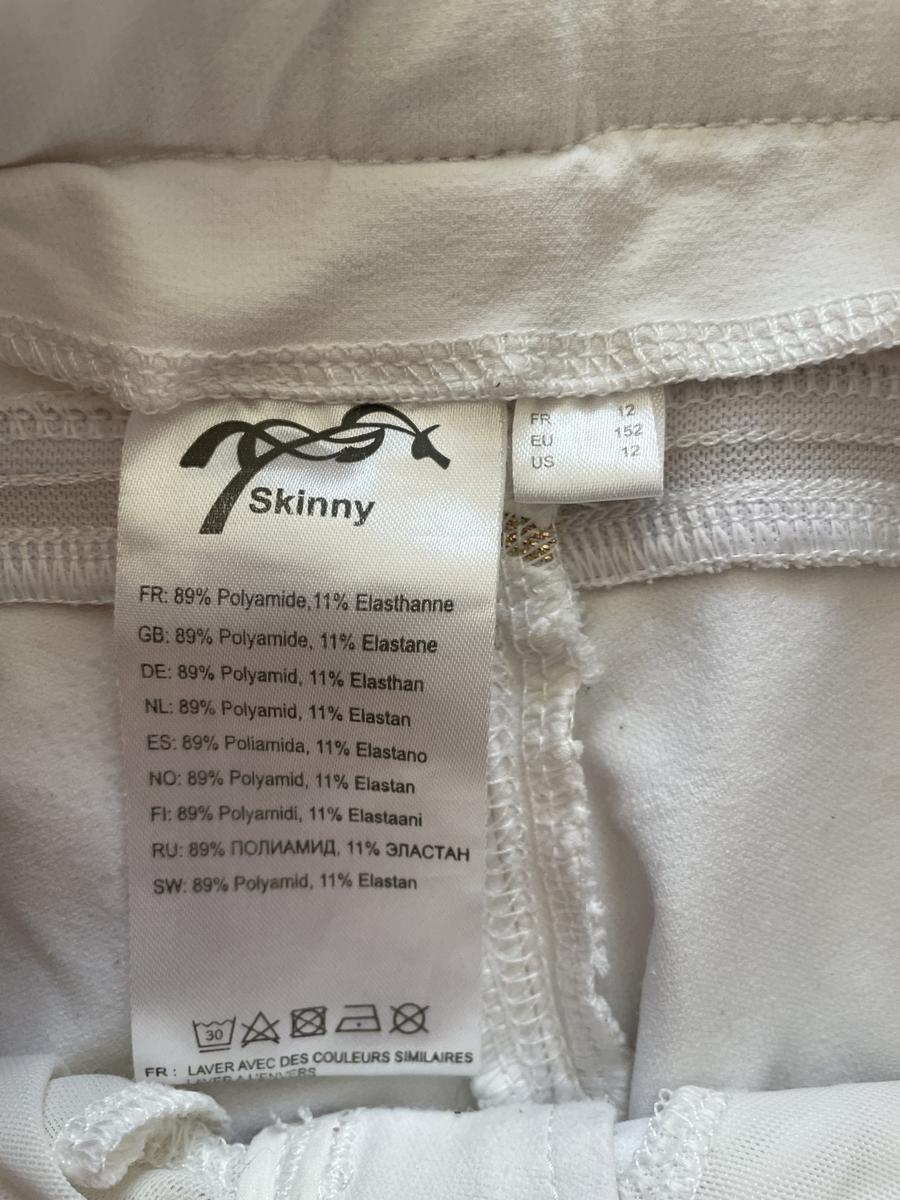 Skinny
FR 12
EU 152
US 12
FR: 89% Polyamide,11% Elasthanne
GB: 89% Polyamide, 11% Elastane
DE: 89% Polyamid, 11% Elasthan
NL: 89% Polyamid, 11% Elastan
ES: 89% Poliamida, 11% Elastano
NO: 89% Polyamid, 11% Elastan
FI: 89% Polyamidi, 11% Elastaani
RU: 89% ПОЛИАМИД, 11% ЭЛАСТАН
SW: 89% Polyamid, 11% Elastan
30
FR : LAVER AVEC DES COULEURS SIMILAIRES
LAVER A L'ENVERS